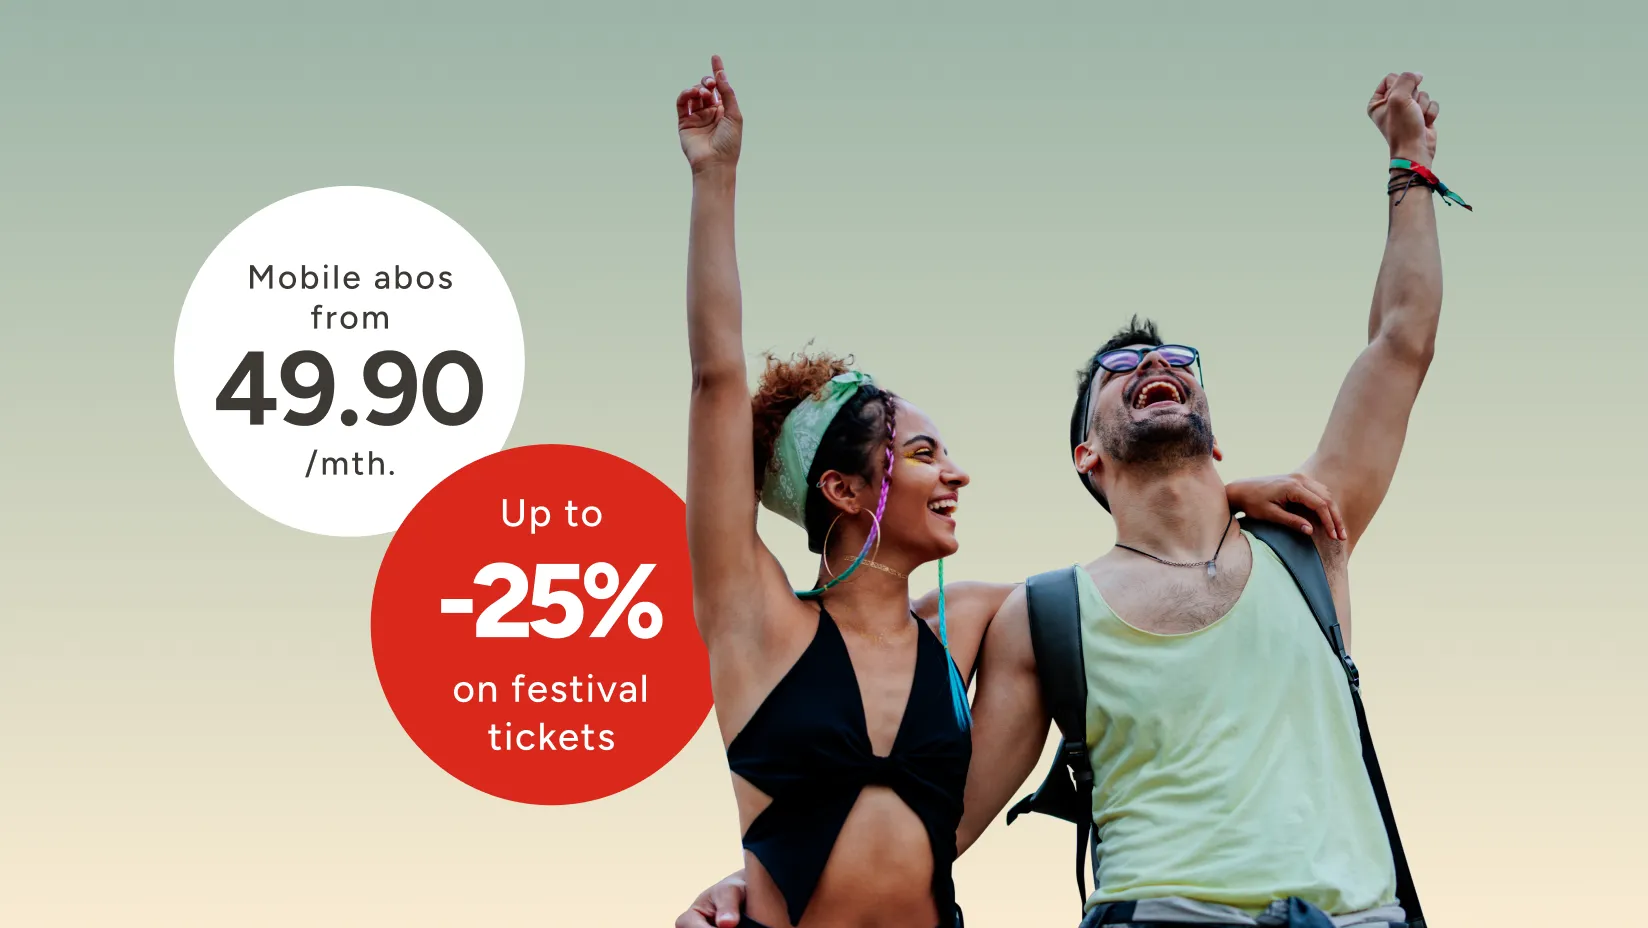 Mobile abos
from
49.90
/mth.
Up to
-25%
on festival
tickets